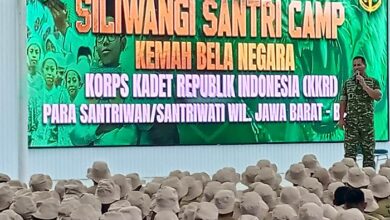 SILIWANGI SANTRI CAMP
KEMAH BELA NEGARA
KORPS KADET REPUBLIK INDONESIA (KKRI)
PARA SANTRIWAN/SANTRIWATI WIL. JAWA BARAT - B